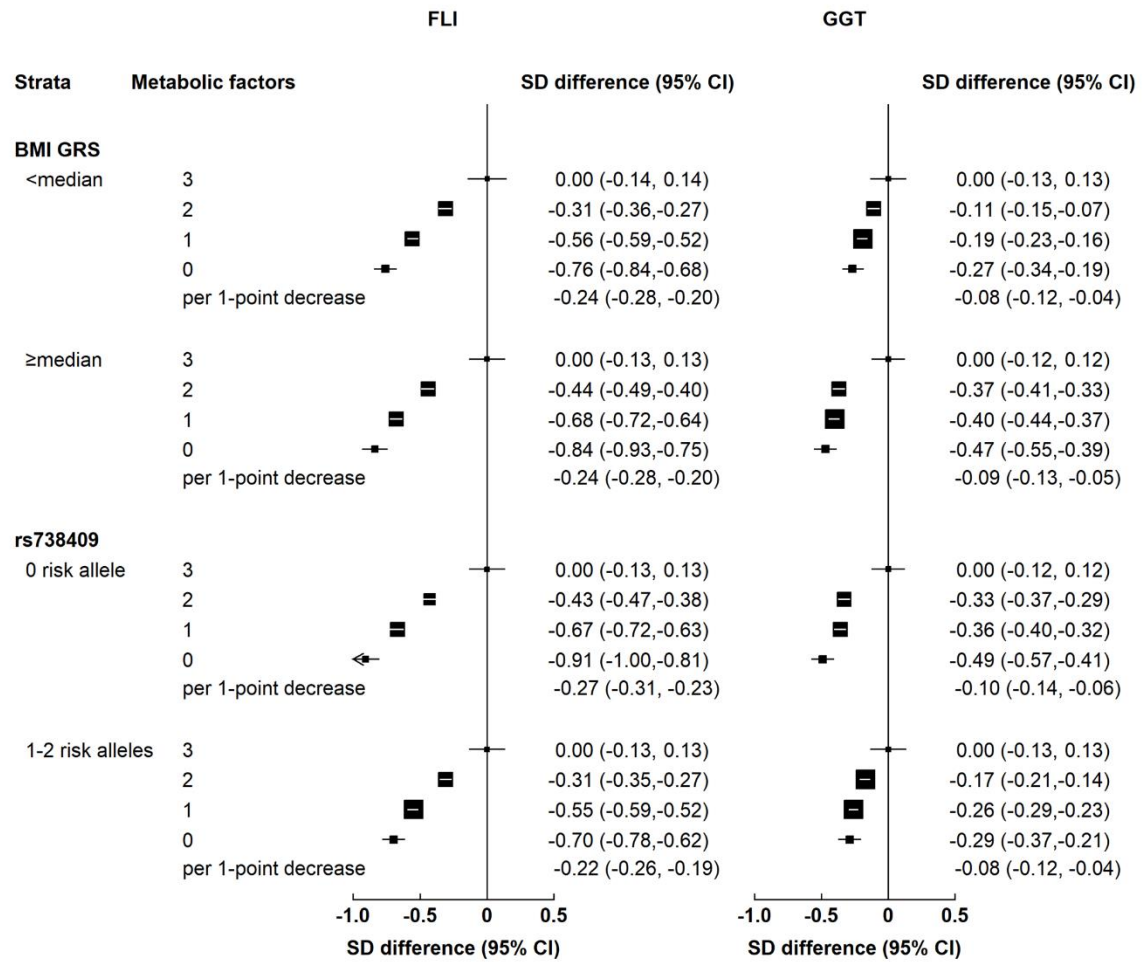 FLI GGT
Strata Metabolic factors SD difference (95% CI) SD difference (95% CI)
BMI GRS
<median 3 0.00 (-0.14, 0.14) 0.00 (-0.13, 0.13)
2 -0.31 (-0.36,-0.27) -0.11 (-0.15,-0.07)
1 -0.56 (-0.59,-0.52) -0.19 (-0.23,-0.16)
0 -0.76 (-0.84,-0.68) -0.27 (-0.34,-0.19)
per 1-point decrease -0.24 (-0.28, -0.20) -0.08 (-0.12, -0.04)
≥median 3 0.00 (-0.13, 0.13) 0.00 (-0.12, 0.12)
2 -0.44 (-0.49,-0.40) -0.37 (-0.41,-0.33)
1 -0.68 (-0.72,-0.64) -0.40 (-0.44,-0.37)
0 -0.84 (-0.93,-0.75) -0.47 (-0.55,-0.39)
per 1-point decrease -0.24 (-0.28, -0.20) -0.09 (-0.13, -0.05)
rs738409
0 risk allele 3 0.00 (-0.13, 0.13) 0.00 (-0.12, 0.12)
2 -0.43 (-0.47,-0.38) -0.33 (-0.37,-0.29)
1 -0.67 (-0.72,-0.63) -0.36 (-0.40,-0.32)
0 -0.91 (-1.00,-0.81) -0.49 (-0.57,-0.41)
per 1-point decrease -0.27 (-0.31, -0.23) -0.10 (-0.14, -0.06)
1-2 risk alleles 3 0.00 (-0.13, 0.13) 0.00 (-0.13, 0.13)
2 -0.31 (-0.35,-0.27) -0.17 (-0.21,-0.14)
1 -0.55 (-0.59,-0.52) -0.26 (-0.29,-0.23)
0 -0.70 (-0.78,-0.62) -0.29 (-0.37,-0.21)
per 1-point decrease -0.22 (-0.26, -0.19) -0.08 (-0.12, -0.04)
-1.0 -0.5 0 0.5 -1.0 -0.5 0 0.5
SD difference (95% CI) SD difference (95% CI)